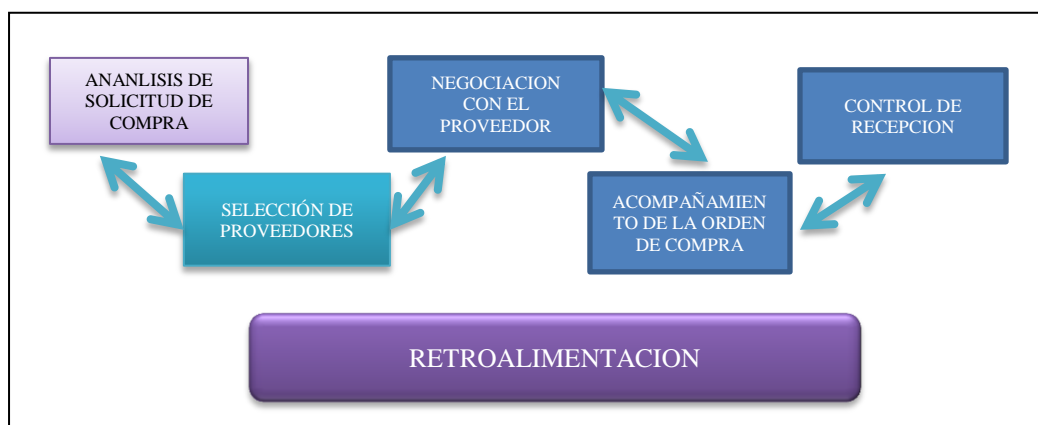 ANANLISIS DE
SOLICITUD DE
COMPRA
SELECCIÓN DE
PROVEEDORES
NEGOCIACION
CON EL
PROVEEDOR
ACOMPAÑAMIEN
TO DE LA ORDEN
DE COMPRA
CONTROL DE
RECEPCION
RETROALIMENTACION